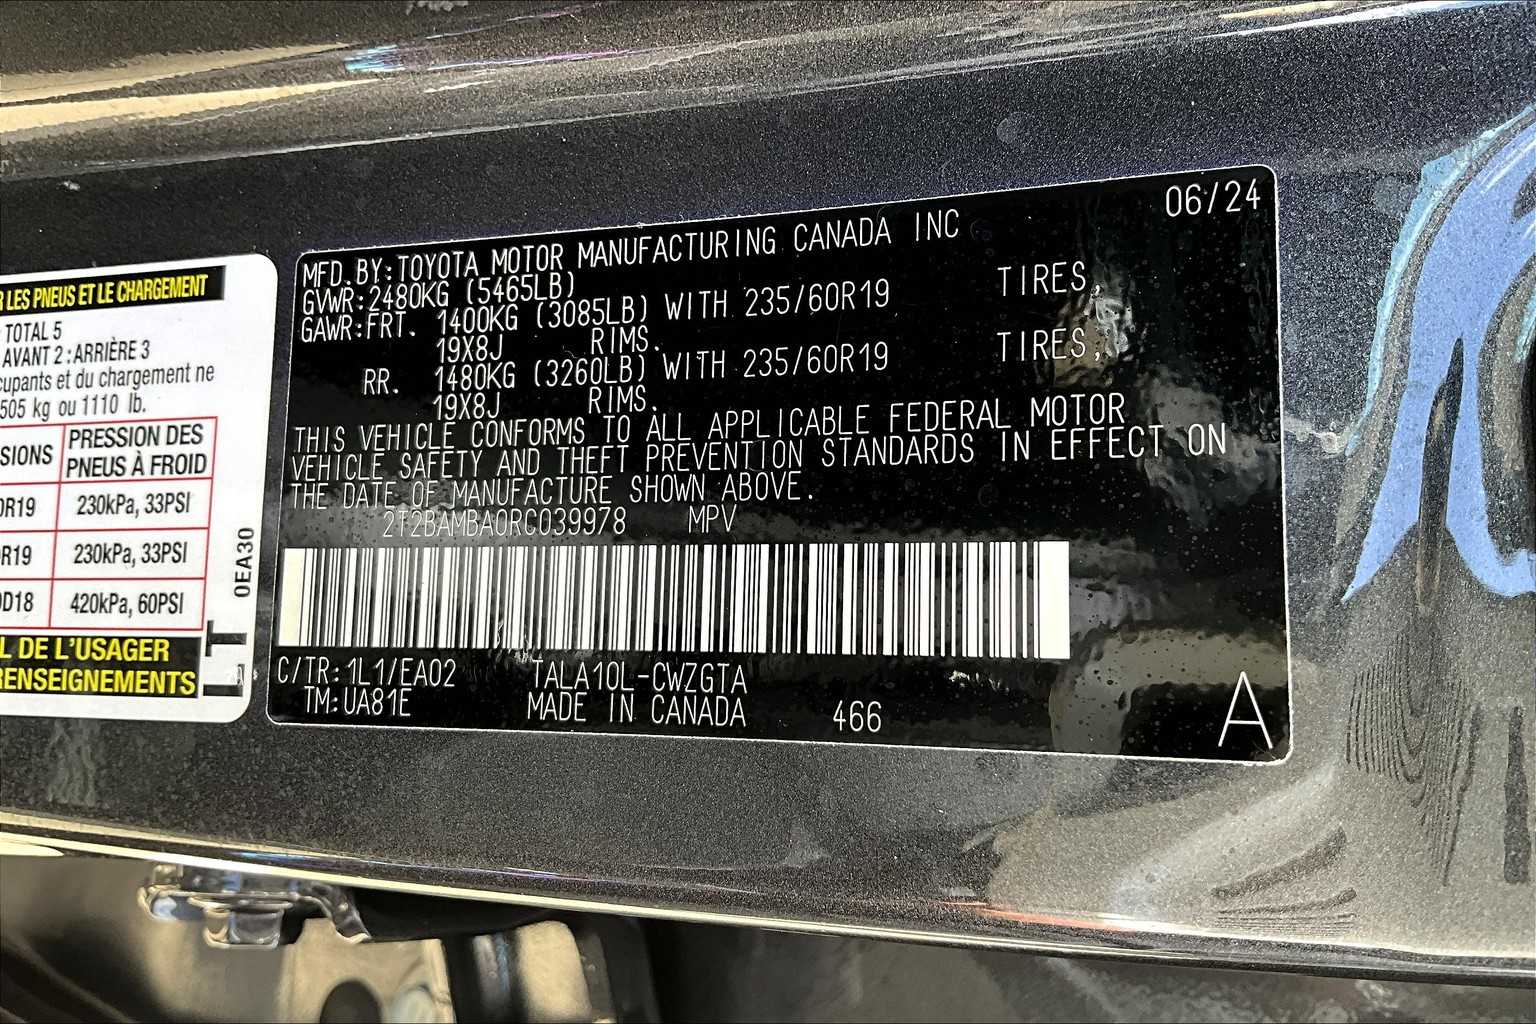 06/24
MFD. BY:TOYOTA MOTOR MANUFACTURING CANADA INC
GVWR:2480KG (5465LB)
GAWR:FRT. 1400KG (3085LB) WITH 235/60R19 TIRES,
19X8J RIMS.
RR. 1480KG (3260LB) WITH 235/60R19 TIRES,
19X8J RIMS.
THIS VEHICLE CONFORMS TO ALL APPLICABLE FEDERAL MOTOR
VEHICLE SAFETY AND THEFT PREVENTION STANDARDS IN EFFECT ON
THE DATE OF MANUFACTURE SHOWN ABOVE.
2T2BAMBA0RC039978 MPV
C/TR:1L1/EA02 TALA10L-CWZGTA
TM:UA81E MADE IN CANADA 466
A
LES PNEUS ET LE CHARGEMENT
TOTAL 5
AVANT 2 : ARRIÈRE 3
cupants et du chargement ne
505 kg ou 1110 lb.
SIONS PRESSION DES
PNEUS À FROID
0R19 230kPa, 33PSI
R19 230kPa, 33PSI
0D18 420kPa, 60PSI
L DE L'USAGER
RENSEIGNEMENTS
0EA30